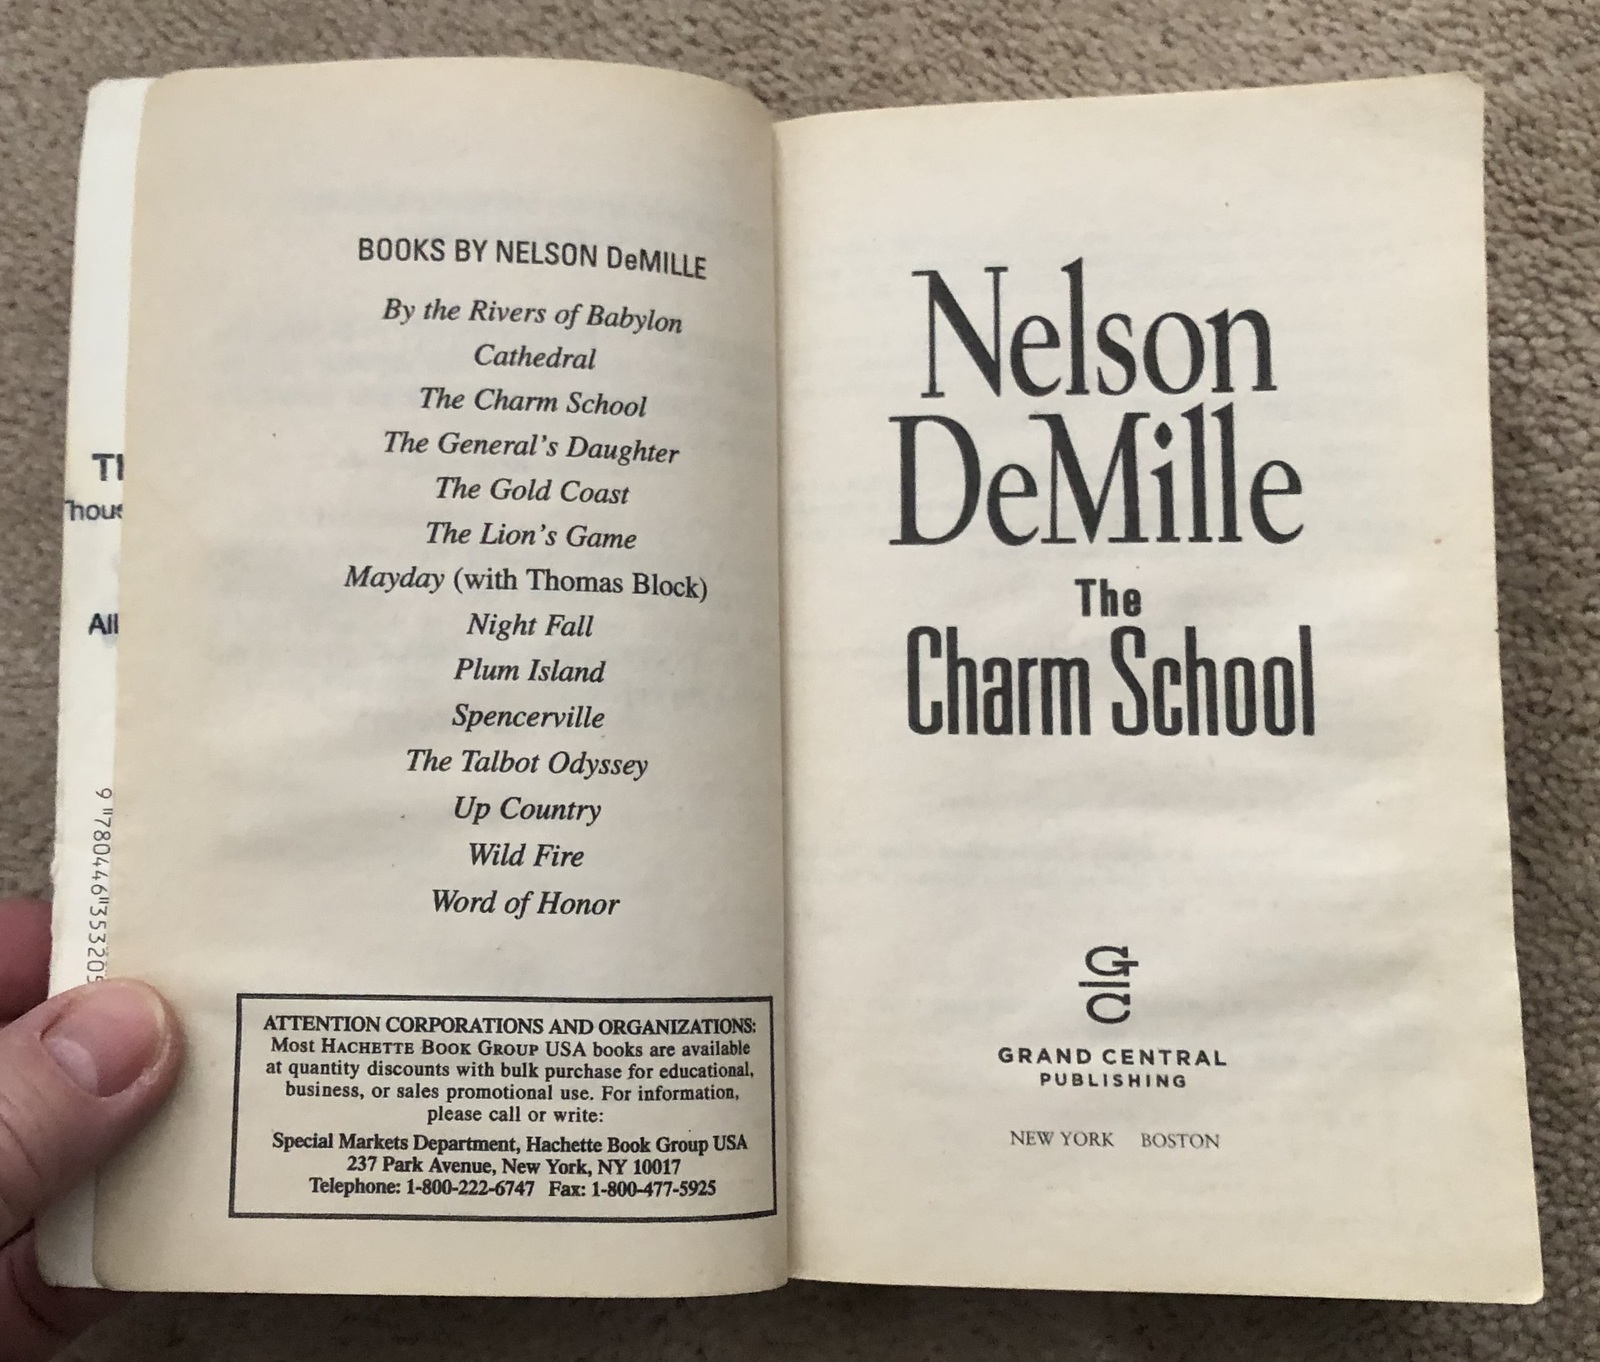 BOOKS BY NELSON DeMILLE
By the Rivers of Babylon
Cathedral
The Charm School
The General's Daughter
The Gold Coast
The Lion's Game
Mayday (with Thomas Block)
Night Fall
Plum Island
Spencerville
The Talbot Odyssey
Up Country
Wild Fire
Word of Honor
ATTENTION CORPORATIONS AND ORGANIZATIONS:
Most HACHETTE BOOK GROUP USA books are available
at quantity discounts with bulk purchase for educational,
business, or sales promotional use. For information,
please call or write:
Special Markets Department, Hachette Book Group USA
237 Park Avenue, New York, NY 10017
Telephone: 1-800-222-6747 Fax: 1-800-477-5925
All
9 780446 353205
Nelson
DeMille
The
Charm School
GRAND CENTRAL
PUBLISHING
NEW YORK BOSTON